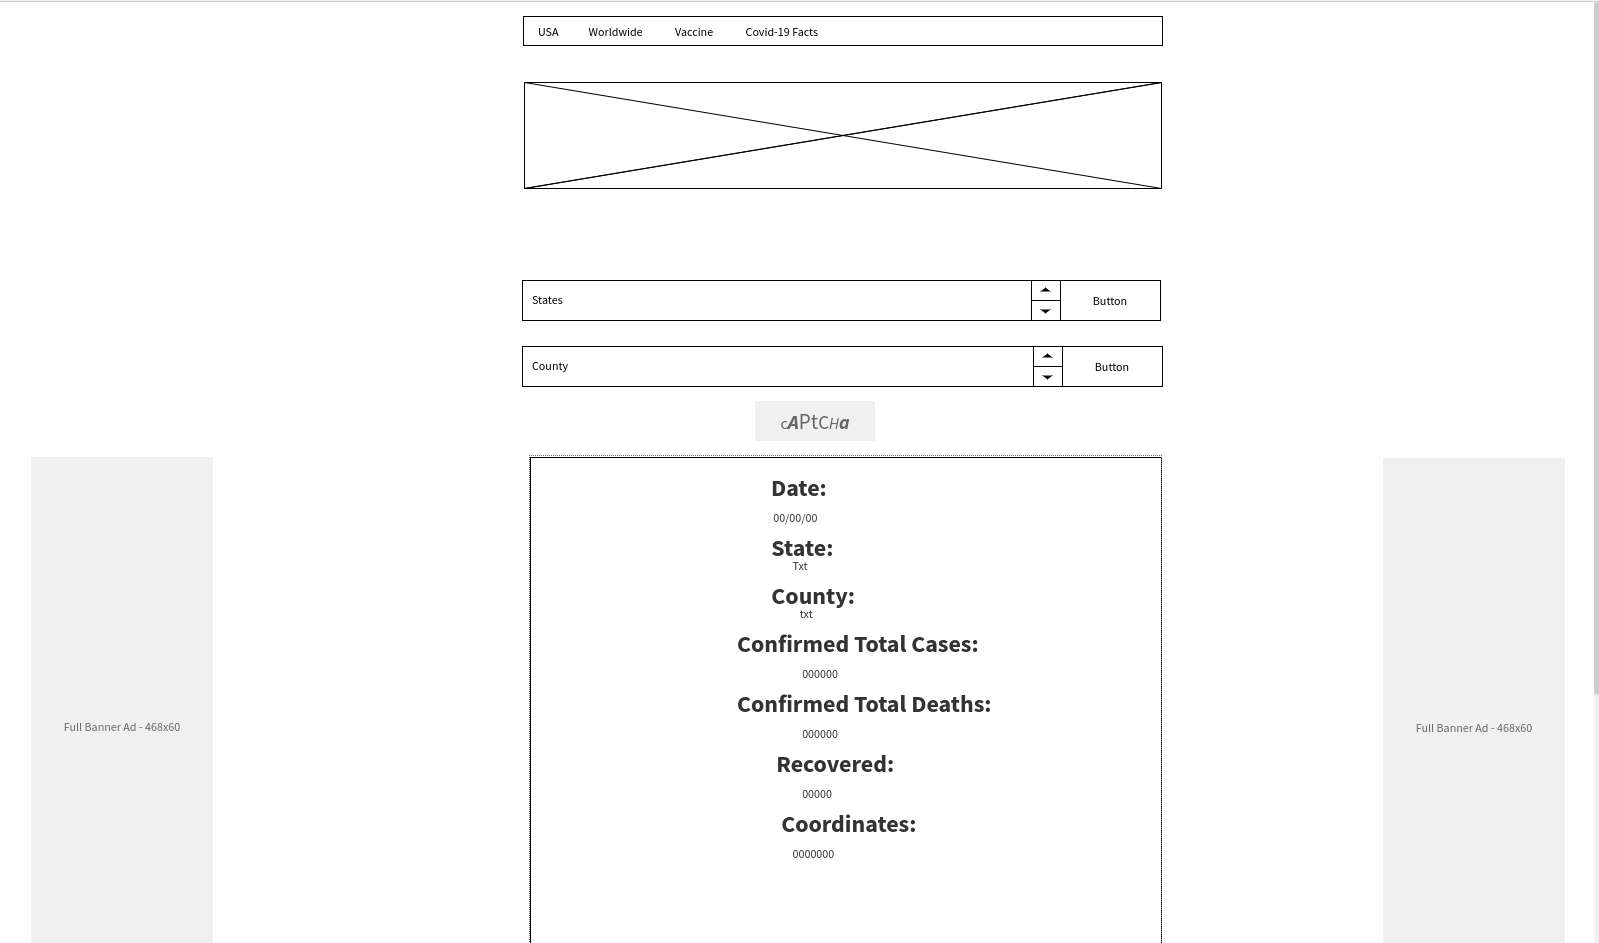 USA Worldwide Vaccine Covid-19 Facts
States Button
County Button
cAPtCHa
Date:
00/00/00
State:
Txt
County:
txt
Confirmed Total Cases:
000000
Confirmed Total Deaths:
000000
Recovered:
00000
Coordinates:
0000000
Full Banner Ad - 468x60
Full Banner Ad - 468x60